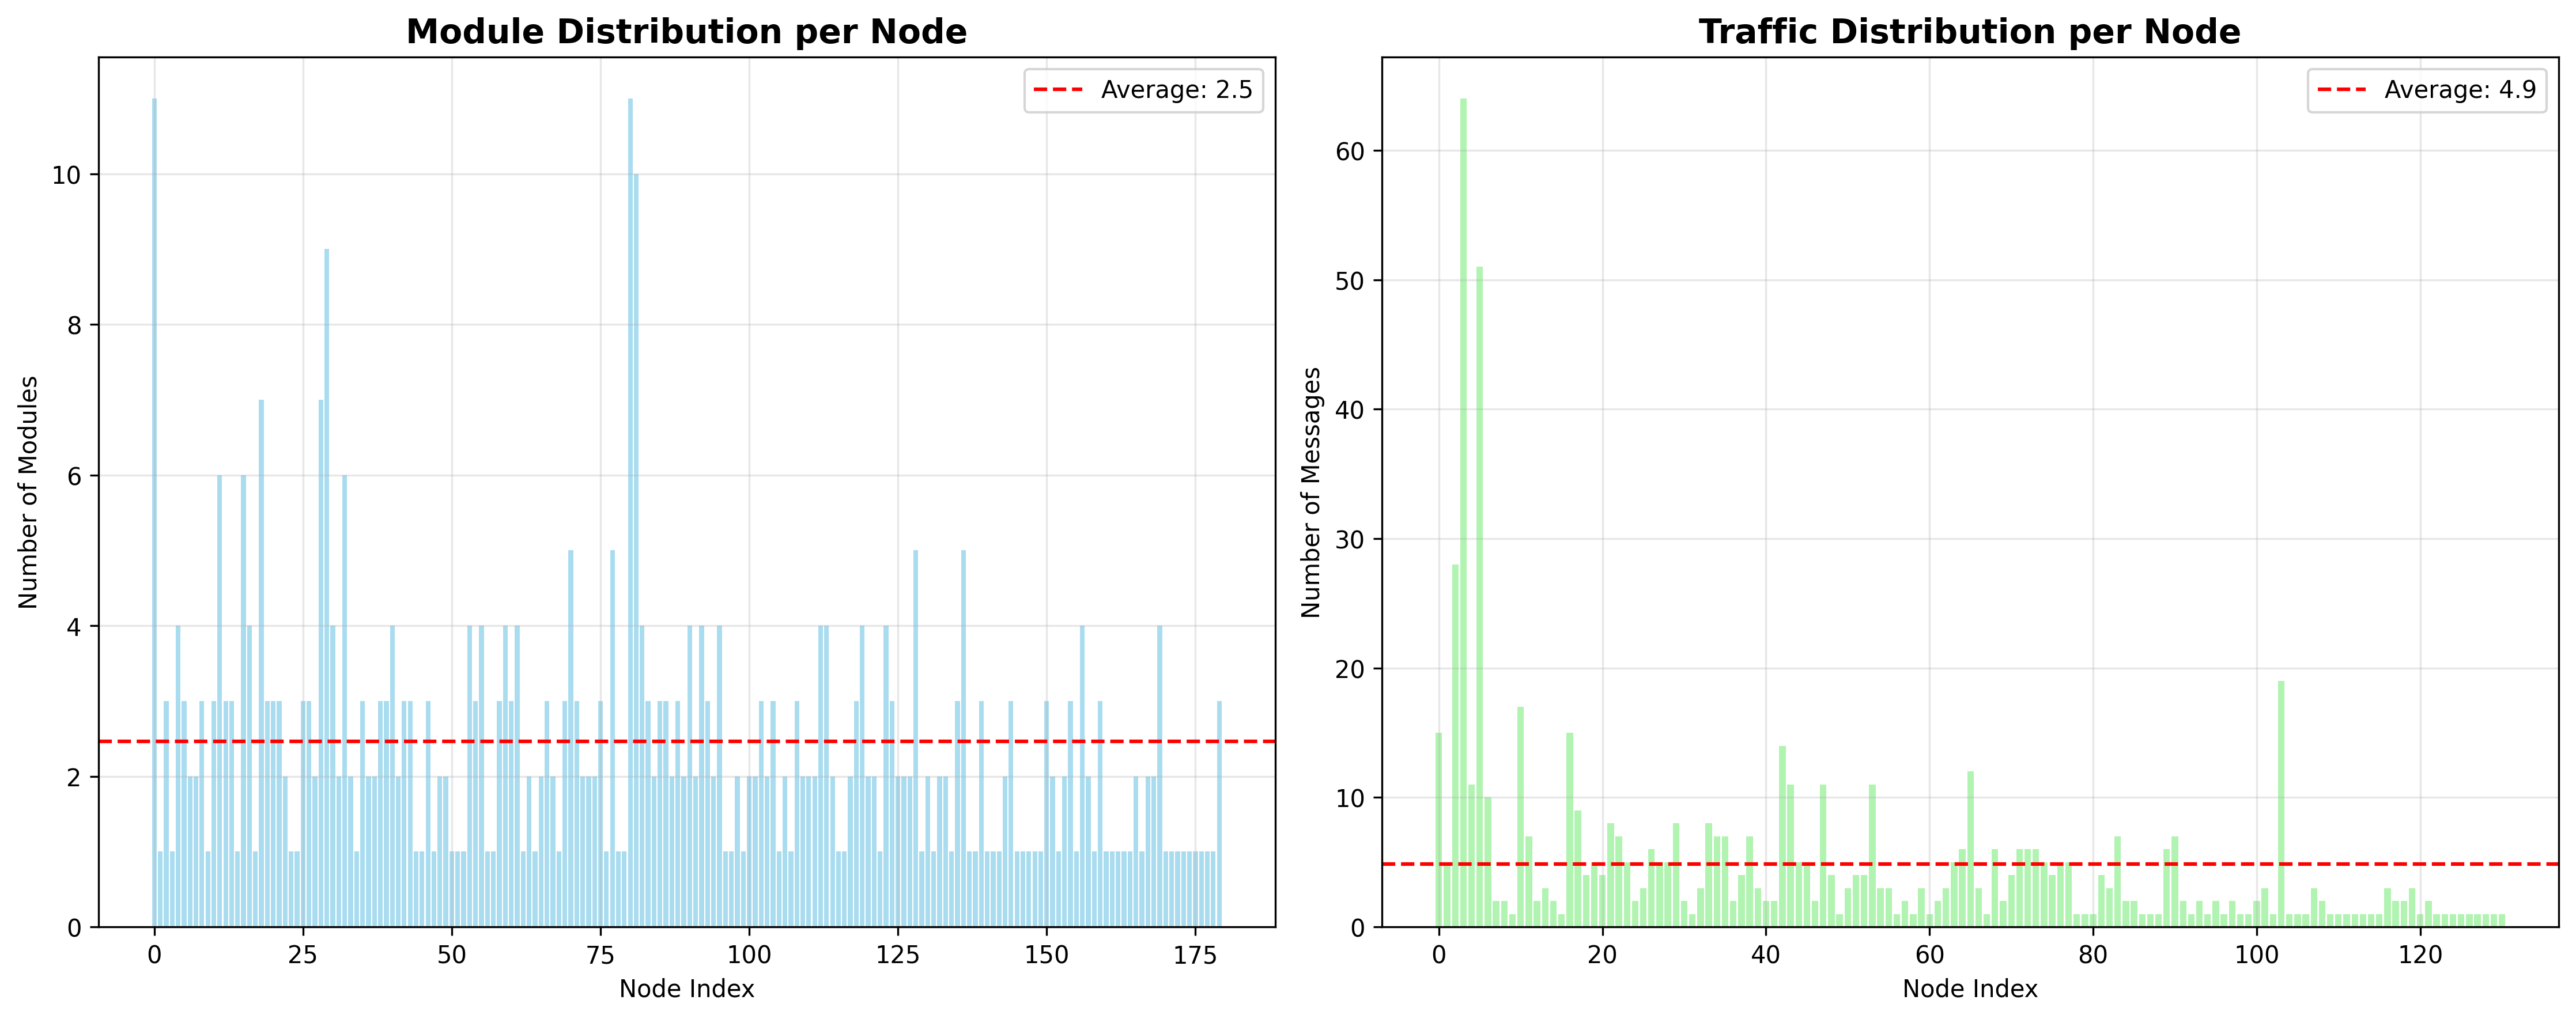 Module Distribution per Node
Average: 2.5
Number of Modules
10
8
6
4
2
0
0 25 50 75 100 125 150 175
Node Index
Traffic Distribution per Node
Average: 4.9
Number of Messages
60
50
40
30
20
10
0
0 20 40 60 80 100 120
Node Index